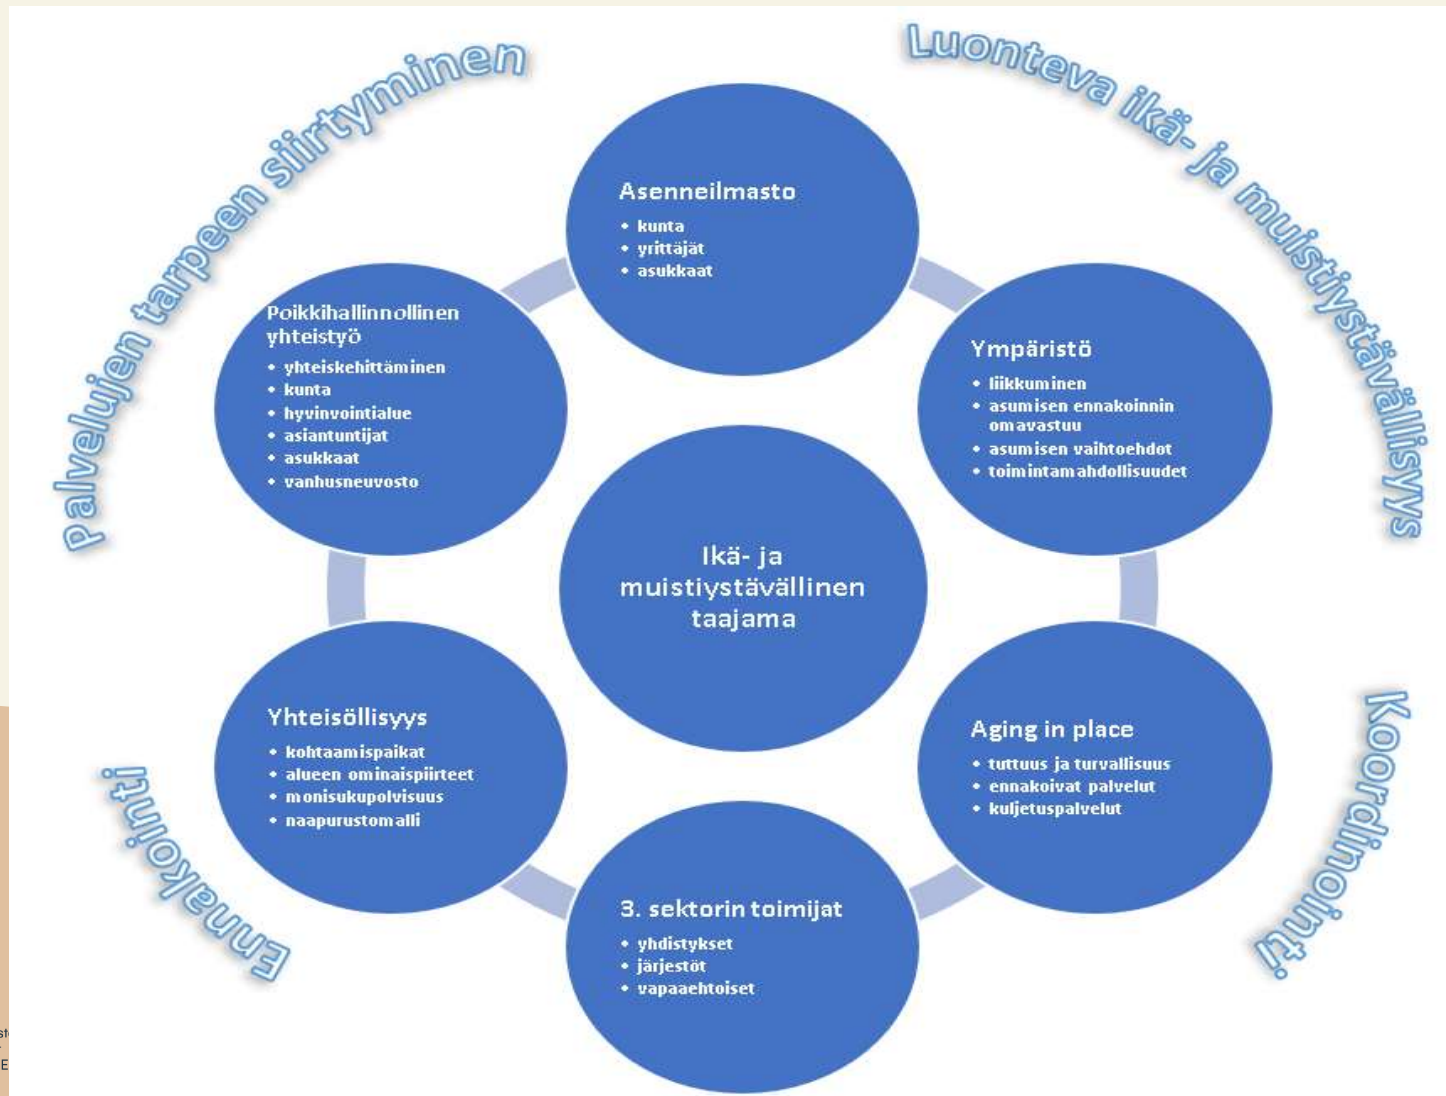 Palvelujen tarpeen siirtyminen
Luonteva ikä- ja muistiystävällisyys
Asenneilmasto
• kunta
• yrittäjät
• asukkaat
Poikkihallinnollinen
yhteistyö
• yhteiskehittäminen
• kunta
• hyvinvointialue
• asiantuntijat
• asukkaat
• vanhusneuvosto
Ympäristö
• liikkuminen
• asumisen ennakoinnin
omavastuu
• asumisen vaihtoehdot
• toimintamahdollisuudet
Ikä- ja
muistiystävällinen
taajama
Yhteisöllisyys
• kohtaamispaikat
• alueen ominaispiirteet
• monisukupolvisuus
• naapurustomalli
Aging in place
• tuttuus ja turvallisuus
• ennakoivat palvelut
• kuljetuspalvelut
3. sektorin toimijat
• yhdistykset
• järjestöt
• vapaaehtoiset
Ennakointi
Koordinointi